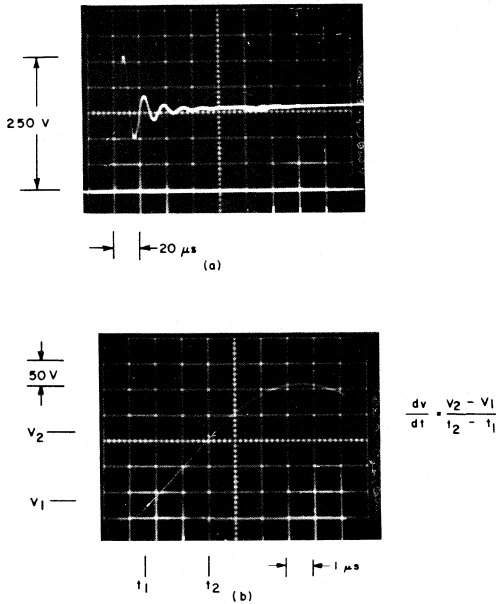 250 V
20 μs
(a)
50 V
V2
V1
dv/dt = V2 - V1 / t2 - t1
t1
t2
1 μs
(b)